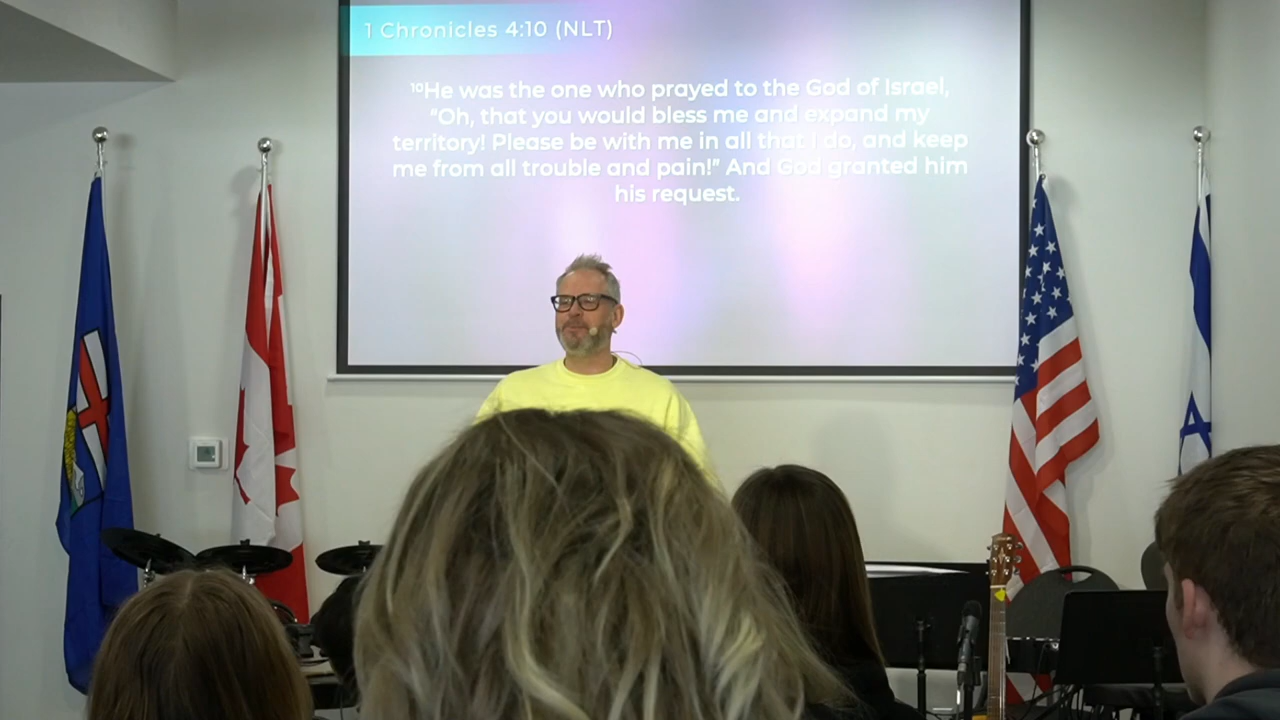 1 Chronicles 4:10 (NLT)
¹⁰He was the one who prayed to the God of Israel,
"Oh, that you would bless me and expand my
territory! Please be with me in all that I do, and keep
me from all trouble and pain!" And God granted him
his request.